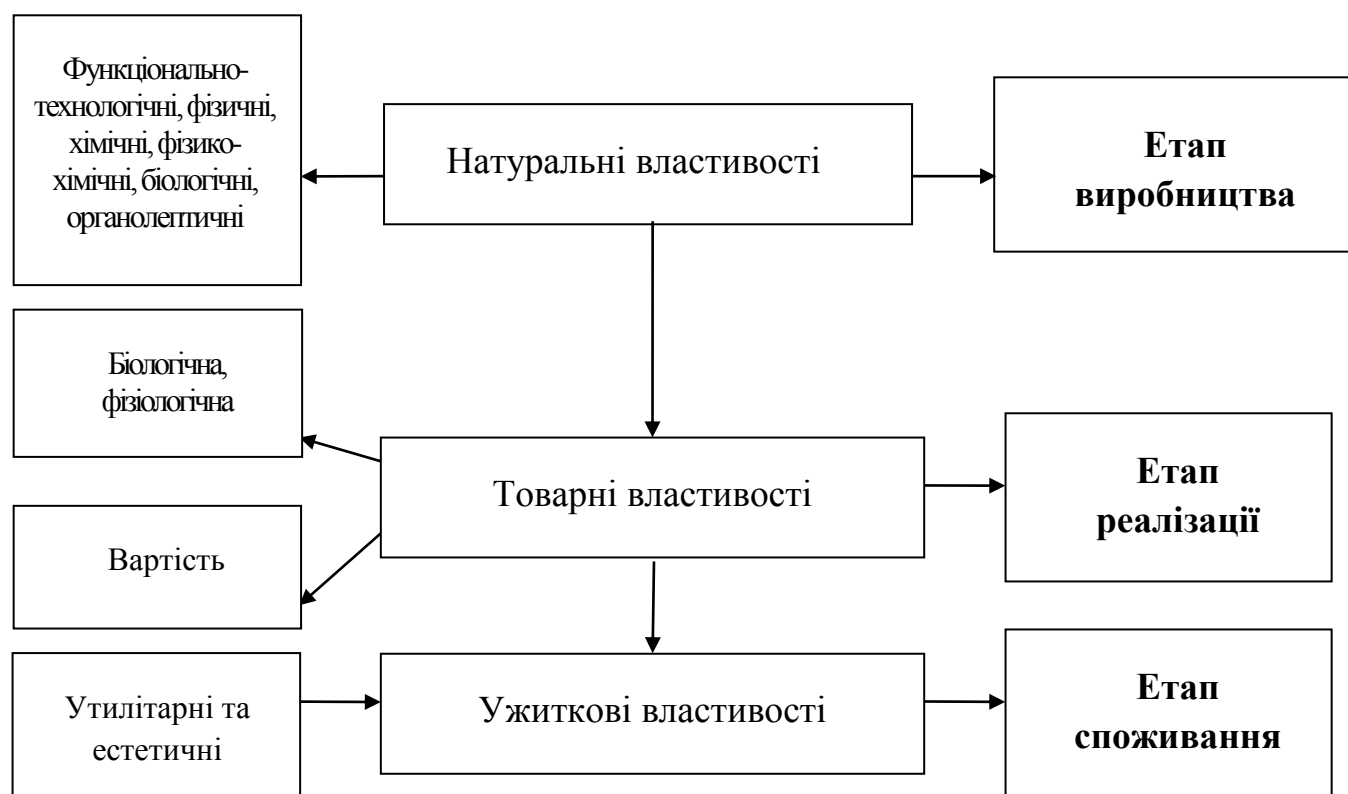 Функціонально-
технологічні, фізичні,
хімічні, фізико-
хімічні, біологічні,
органолептичні
Натуральні властивості
Етап
виробництва
Біологічна,
фізіологічна
Товарні властивості
Етап
реалізації
Вартість
Утилітарні та
естетичні
Ужиткові властивості
Етап
споживання